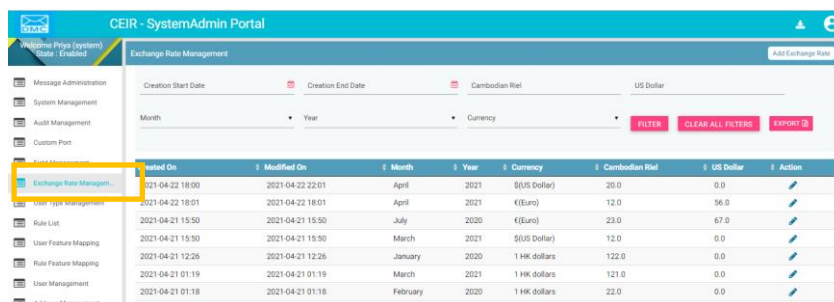 DMC
CEIR - SystemAdmin Portal
Welcome Priya (system)
State : Enabled
Exchange Rate Management
Add Exchange Rate
Message Administration
System Management
Audit Management
Custom Port
Exchange Rate Managem...
User Type Management
Rule List
User Feature Mapping
Rule Feature Mapping
User Management
Creation Start Date
Creation End Date
Cambodian Riel
US Dollar
Month
Year
Currency
FILTER
CLEAR ALL FILTERS
EXPORT
Created On Modified On Month Year Currency Cambodian Riel US Dollar Action
2021-04-22 18:00 2021-04-22 22:01 April 2021 $(US Dollar) 20.0 0.0
2021-04-22 18:01 2021-04-22 18:01 April 2021 €(Euro) 12.0 56.0
2021-04-21 15:50 2021-04-21 15:50 July 2020 €(Euro) 23.0 67.0
2021-04-21 15:50 2021-04-21 15:50 March 2021 $(US Dollar) 12.0 0.0
2021-04-21 12:26 2021-04-21 12:26 January 2020 1 HK dollars 122.0 0.0
2021-04-21 01:19 2021-04-21 01:19 March 2021 1 HK dollars 121.0 0.0
2021-04-21 01:18 2021-04-21 01:18 February 2020 1 HK dollars 22.0 0.0